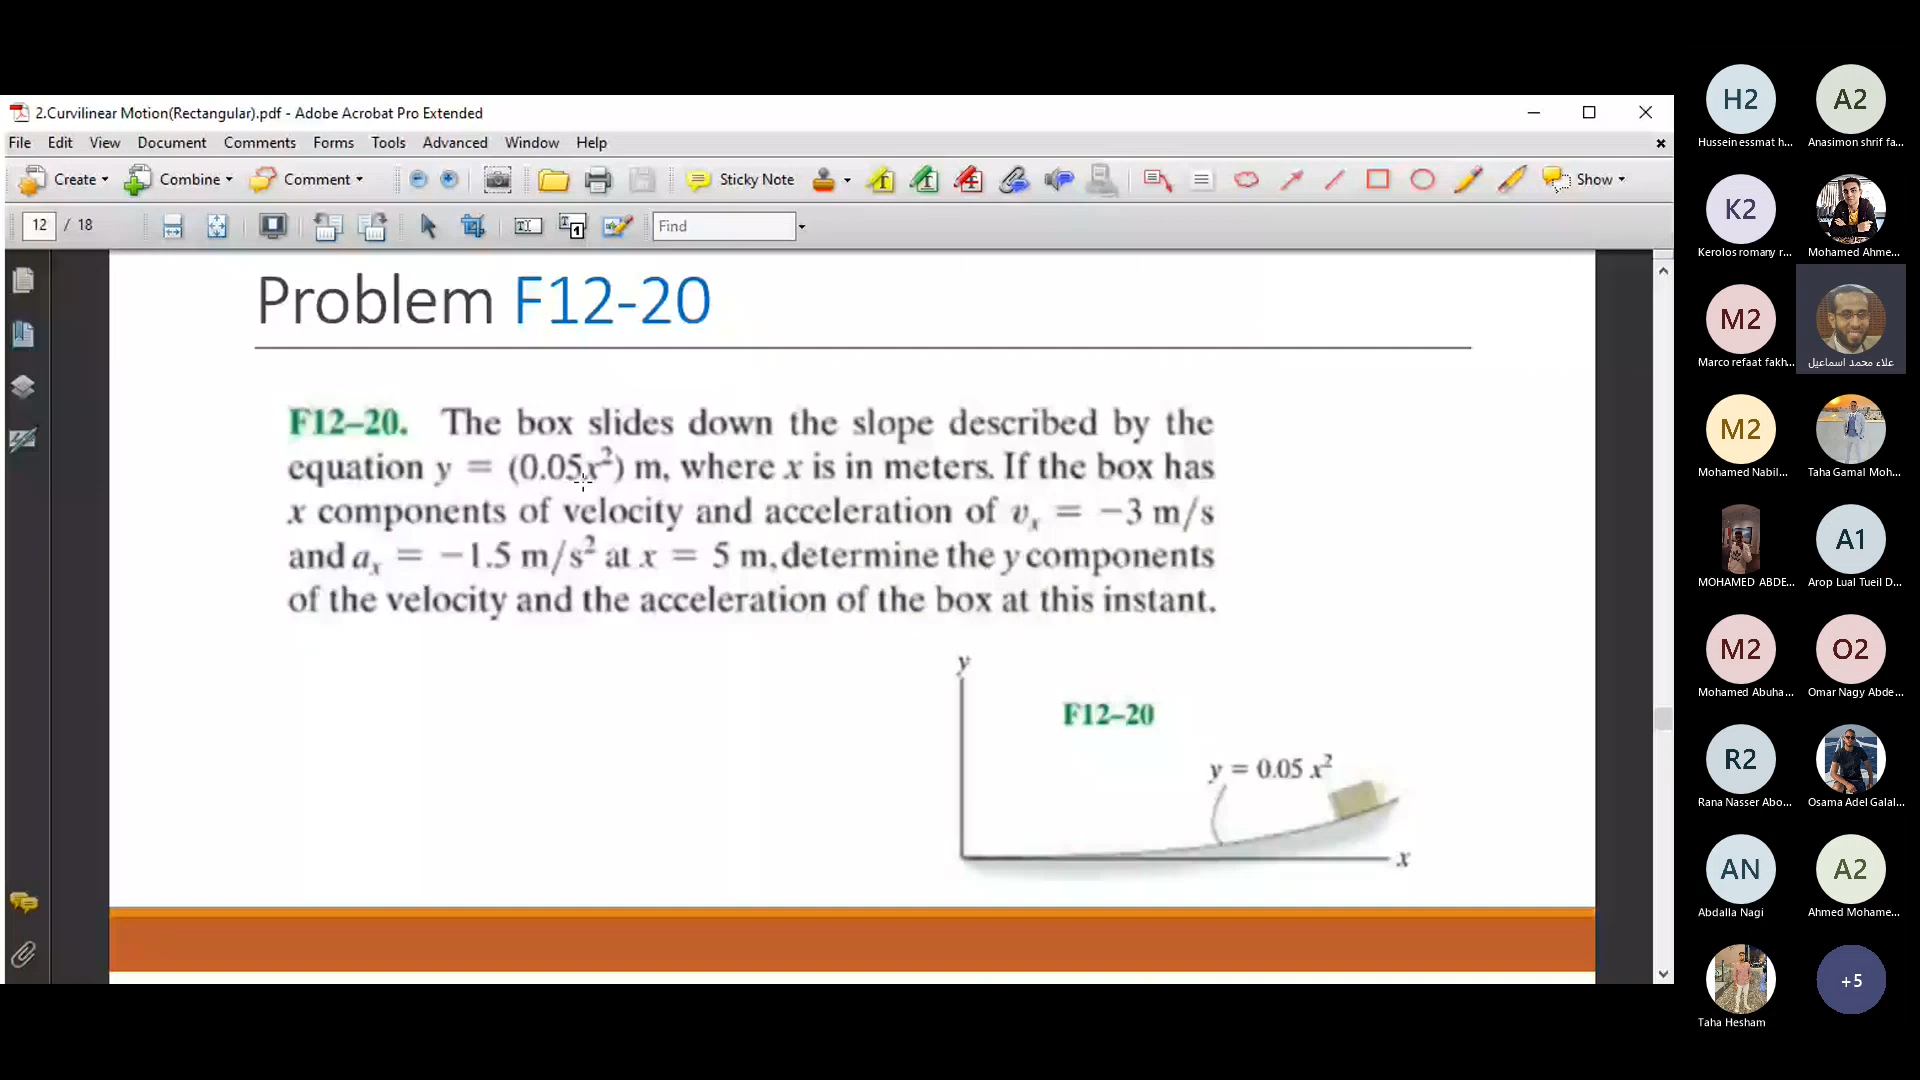 2.Curvilinear Motion(Rectangular).pdf - Adobe Acrobat Pro Extended
File Edit View Document Comments Forms Tools Advanced Window Help
Create Combine Comment Sticky Note Show
12 / 18 Find
Problem F12-20
F12–20. The box slides down the slope described by the
equation y = (0.05x²) m, where x is in meters. If the box has
x components of velocity and acceleration of vₓ = −3 m/s
and aₓ = −1.5 m/s² at x = 5 m, determine the y components
of the velocity and the acceleration of the box at this instant.
y
F12–20
y = 0.05 x²
x
H2 A2
Hussein essmat h... Anasimon shrif fa...
K2
Kerolos romany r... Mohamed Ahme...
M2
Marco refaat fakh... علاء محمد اسماعيل
M2
Mohamed Nabil... Taha Gamal Moh...
A1
MOHAMED ABDE... Arop Lual Tueil D...
M2 O2
Mohamed Abuha... Omar Nagy Abde...
R2
Rana Nasser Abo... Osama Adel Galal...
AN A2
Abdalla Nagi Ahmed Mohame...
+5
Taha Hesham